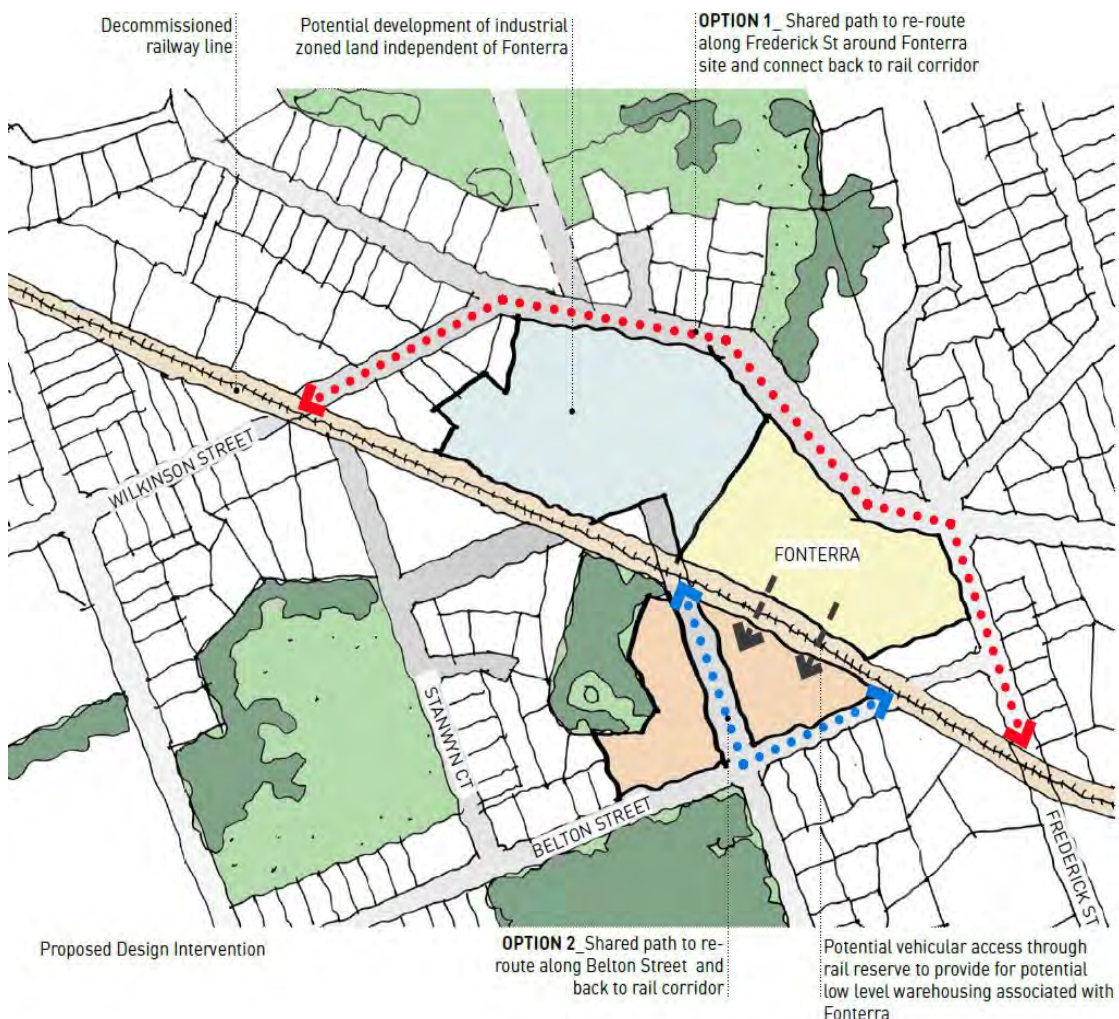 Decommissioned
railway line
Potential development of industrial
zoned land independent of Fonterra
OPTION 1_ Shared path to re-route
along Frederick St around Fonterra
site and connect back to rail corridor
WILKINSON STREET
FONTERRA
STANWYN CT
BELTON STREET
FREDERICK ST
Proposed Design Intervention
OPTION 2_Shared path to re-
route along Belton Street and
back to rail corridor
Potential vehicular access through
rail reserve to provide for potential
low level warehousing associated with
Fonterra